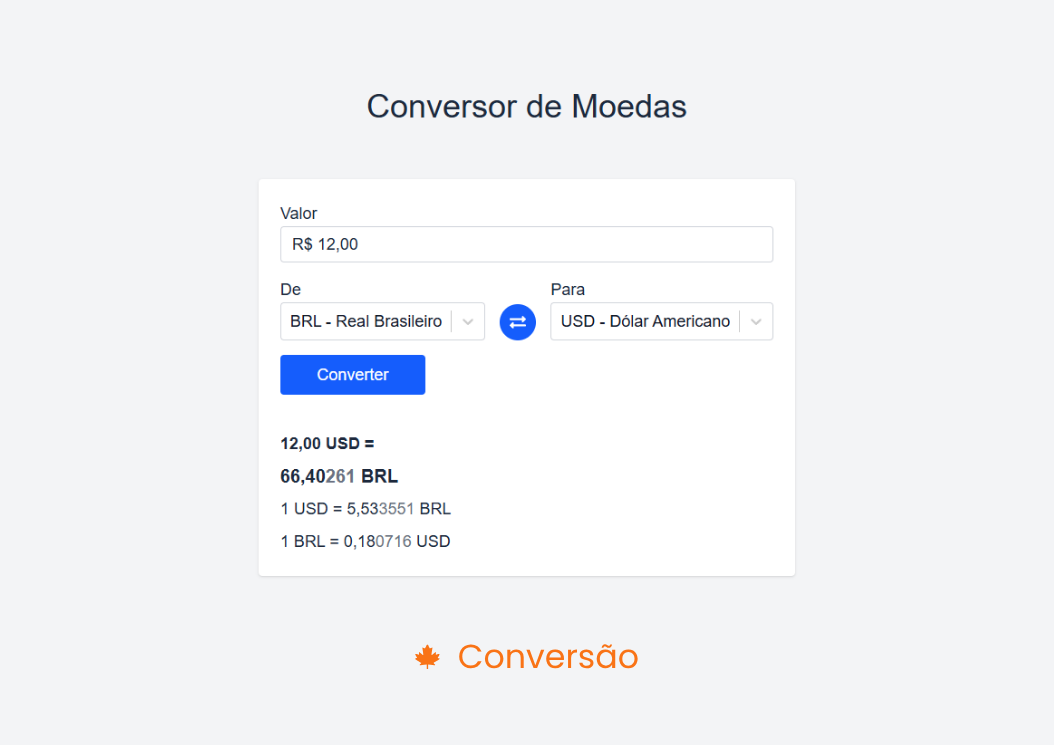 Conversor de Moedas
Valor
R$ 12,00
De
Para
BRL - Real Brasileiro
USD - Dólar Americano
Converter
12,00 USD =
66,40261 BRL
1 USD = 5,533551 BRL
1 BRL = 0,180716 USD
Conversão